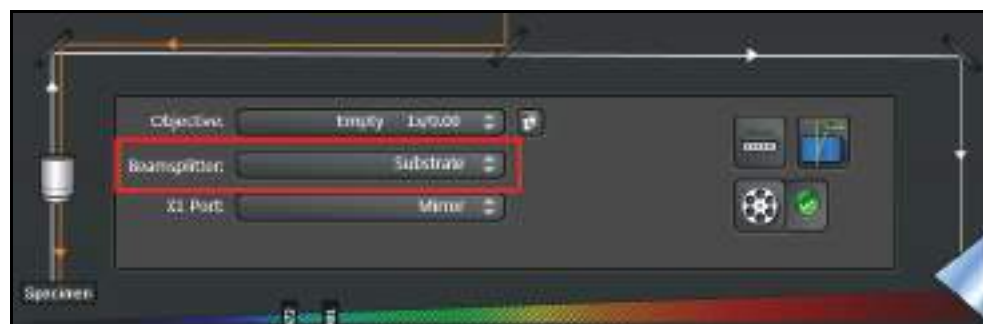 Objective: Empty 1x/0.00
Beamsplitter: Substrate
X1 Port: Mirror
Specimen